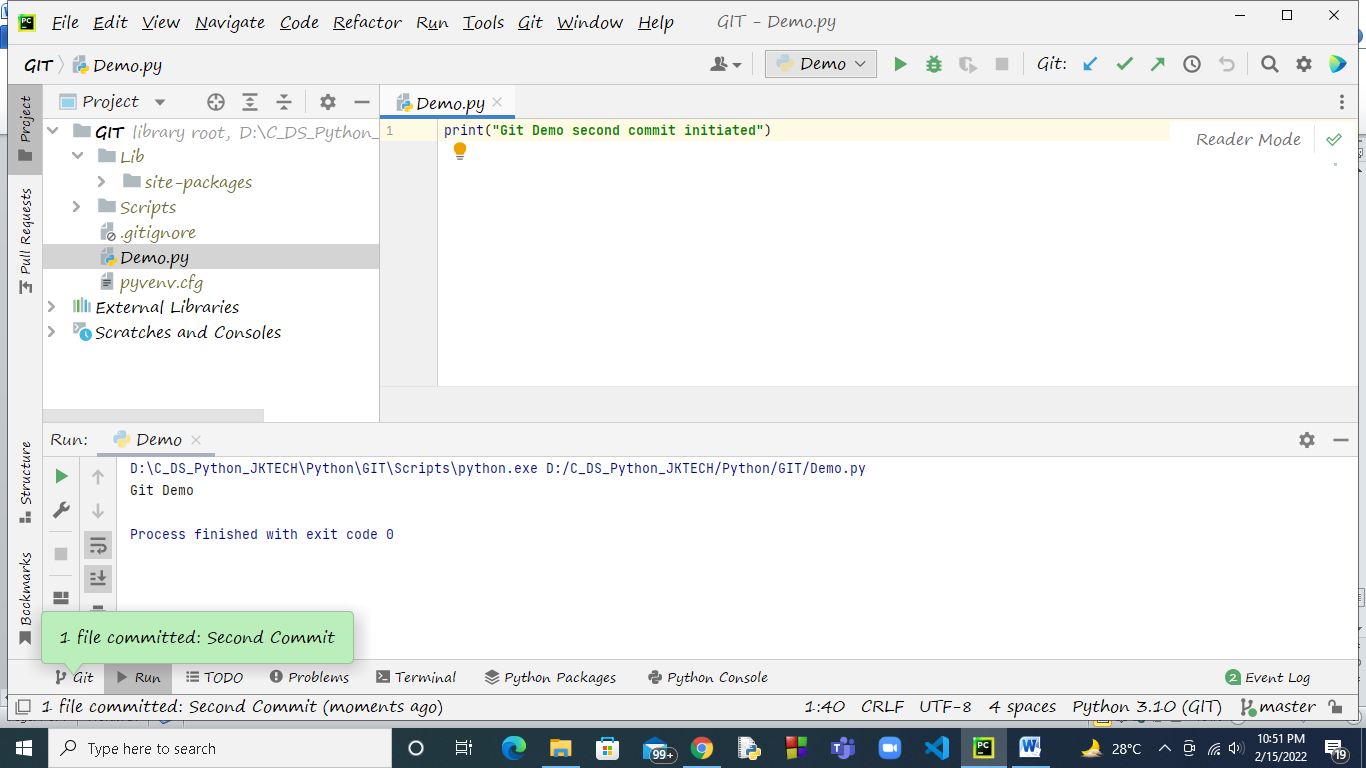 File Edit View Navigate Code Refactor Run Tools Git Window Help GIT - Demo.py
GIT Demo.py Demo Git:
Project Demo.py
Project
Pull Requests
Structure
Bookmarks
GIT library root, D:\C_DS_Python_
Lib
site-packages
Scripts
.gitignore
Demo.py
pyvenv.cfg
External Libraries
Scratches and Consoles
1 print("Git Demo second commit initiated")
Reader Mode
Run: Demo
D:\C_DS_Python_JKTECH\Python\GIT\Scripts\python.exe D:/C_DS_Python_JKTECH/Python/GIT/Demo.py
Git Demo
Process finished with exit code 0
1 file committed: Second Commit
Git Run TODO Problems Terminal Python Packages Python Console 2 Event Log
1 file committed: Second Commit (moments ago) 1:40 CRLF UTF-8 4 spaces Python 3.10 (GIT) master
Type here to search 99+ PC 28°C 10:51 PM
2/15/2022 19